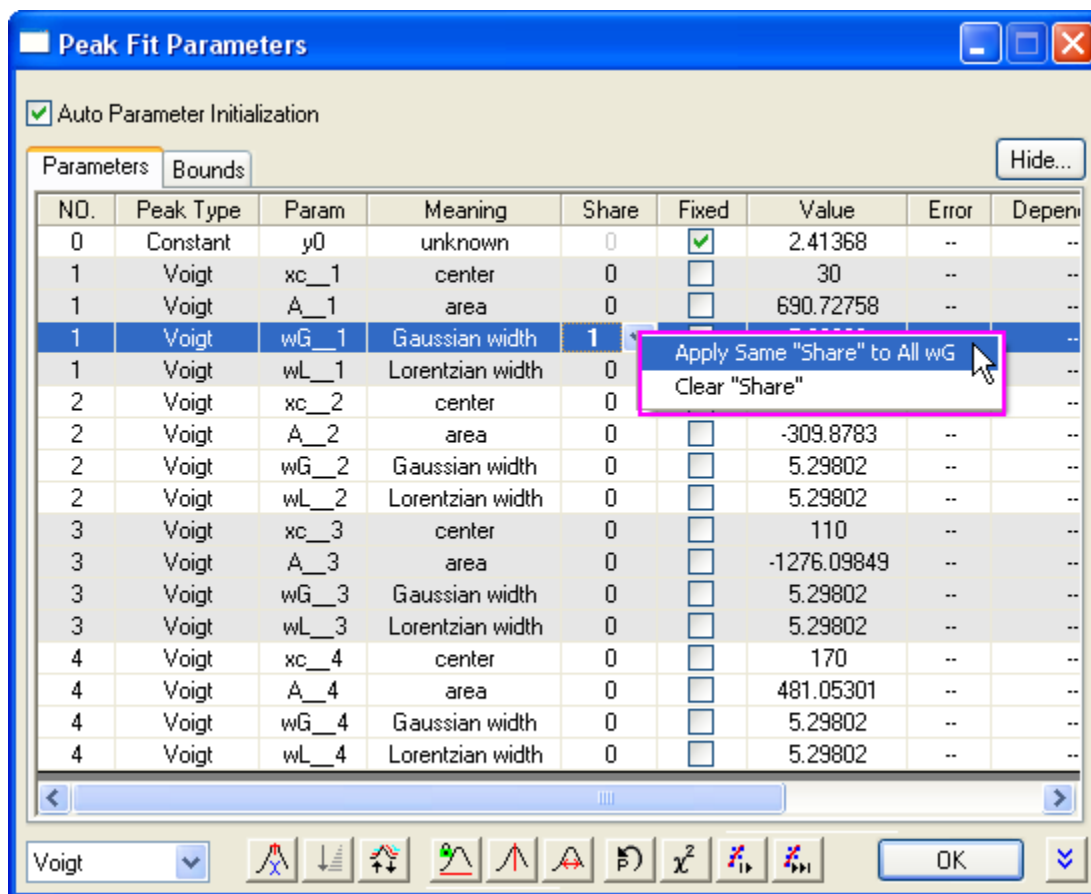 Peak Fit Parameters
Auto Parameter Initialization
Parameters Bounds Hide...
NO. Peak Type Param Meaning Share Fixed Value Error Depen
0 Constant y0 unknown 0 2.41368 -- --
1 Voigt xc__1 center 0 30 -- --
1 Voigt A__1 area 0 690.72758 -- --
1 Voigt wG__1 Gaussian width 1 --
Apply Same "Share" to All wG
1 Voigt wL__1 Lorentzian width 0 --
Clear "Share"
2 Voigt xc__2 center 0 --
2 Voigt A__2 area 0 -309.8783 -- --
2 Voigt wG__2 Gaussian width 0 5.29802 -- --
2 Voigt wL__2 Lorentzian width 0 5.29802 -- --
3 Voigt xc__3 center 0 110 -- --
3 Voigt A__3 area 0 -1276.09849 -- --
3 Voigt wG__3 Gaussian width 0 5.29802 -- --
3 Voigt wL__3 Lorentzian width 0 5.29802 -- --
4 Voigt xc__4 center 0 170 -- --
4 Voigt A__4 area 0 481.05301 -- --
4 Voigt wG__4 Gaussian width 0 5.29802 -- --
4 Voigt wL__4 Lorentzian width 0 5.29802 -- --
Voigt P χ² OK